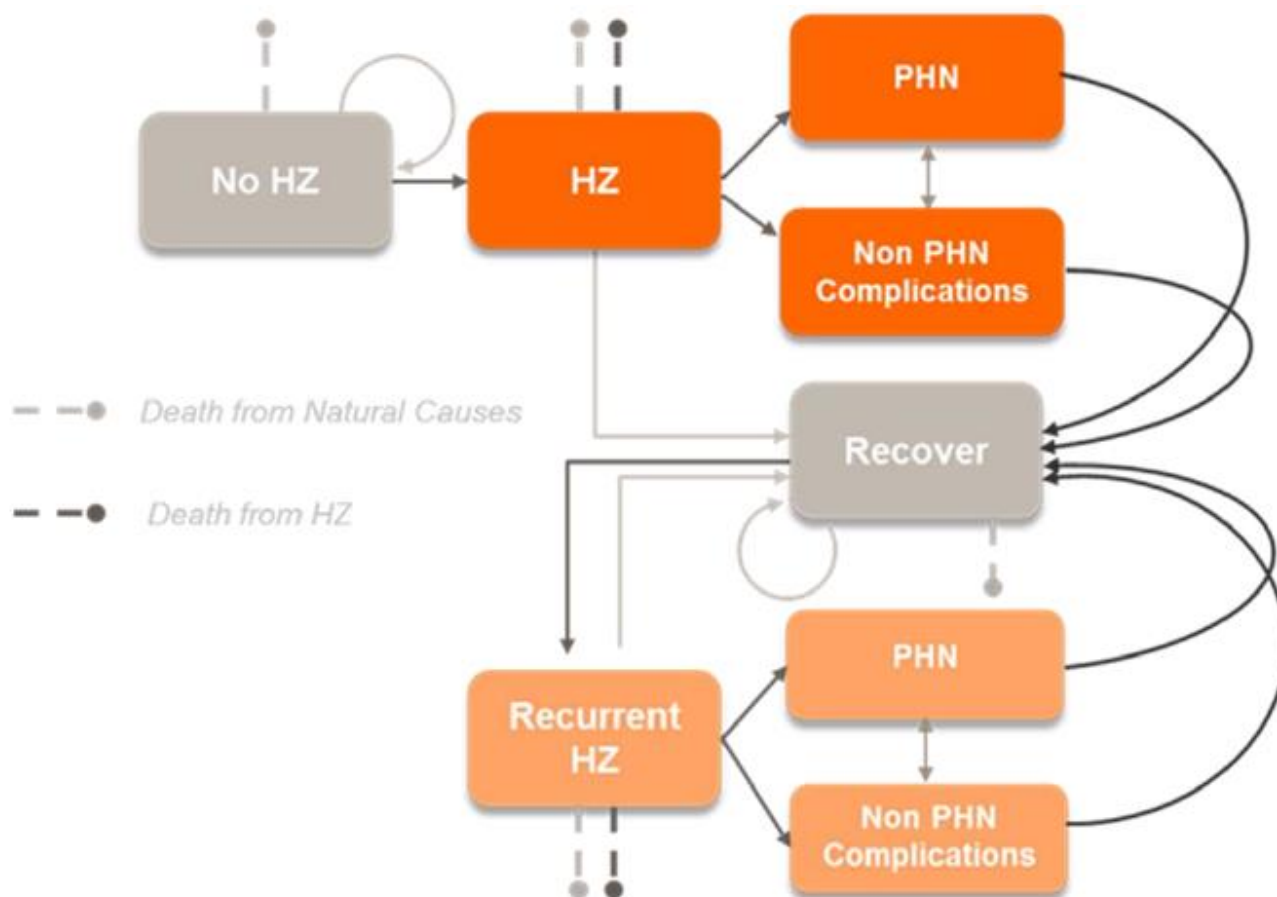 PHN
No HZ
HZ
Non PHN
Complications
Death from Natural Causes
Recover
Death from HZ
PHN
Recurrent
HZ
Non PHN
Complications